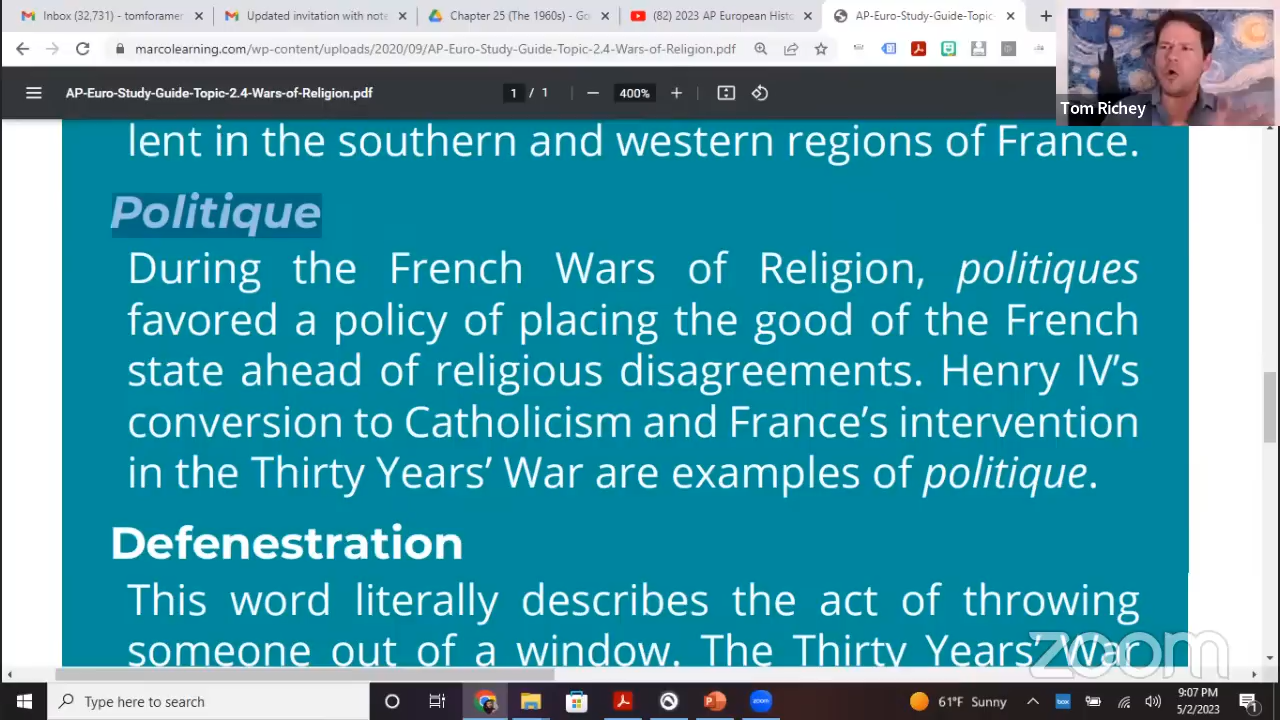 Inbox (32,731) - tomforamer
Updated invitation with note
Chapter 25 (The 1960s) - Go
(82) 2023 AP European Histo
AP-Euro-Study-Guide-Topic-
marcolearning.com/wp-content/uploads/2020/09/AP-Euro-Study-Guide-Topic-2.4-Wars-of-Religion.pdf
AP-Euro-Study-Guide-Topic-2.4-Wars-of-Religion.pdf
1 / 1
400%
Tom Richey
lent in the southern and western regions of France.
Politique
During the French Wars of Religion, politiques
favored a policy of placing the good of the French
state ahead of religious disagreements. Henry IV's
conversion to Catholicism and France's intervention
in the Thirty Years' War are examples of politique.
Defenestration
This word literally describes the act of throwing
someone out of a window. The Thirty Years' War
zoom
Type here to search
zoom
61°F Sunny
box
9:07 PM
5/2/2023
1